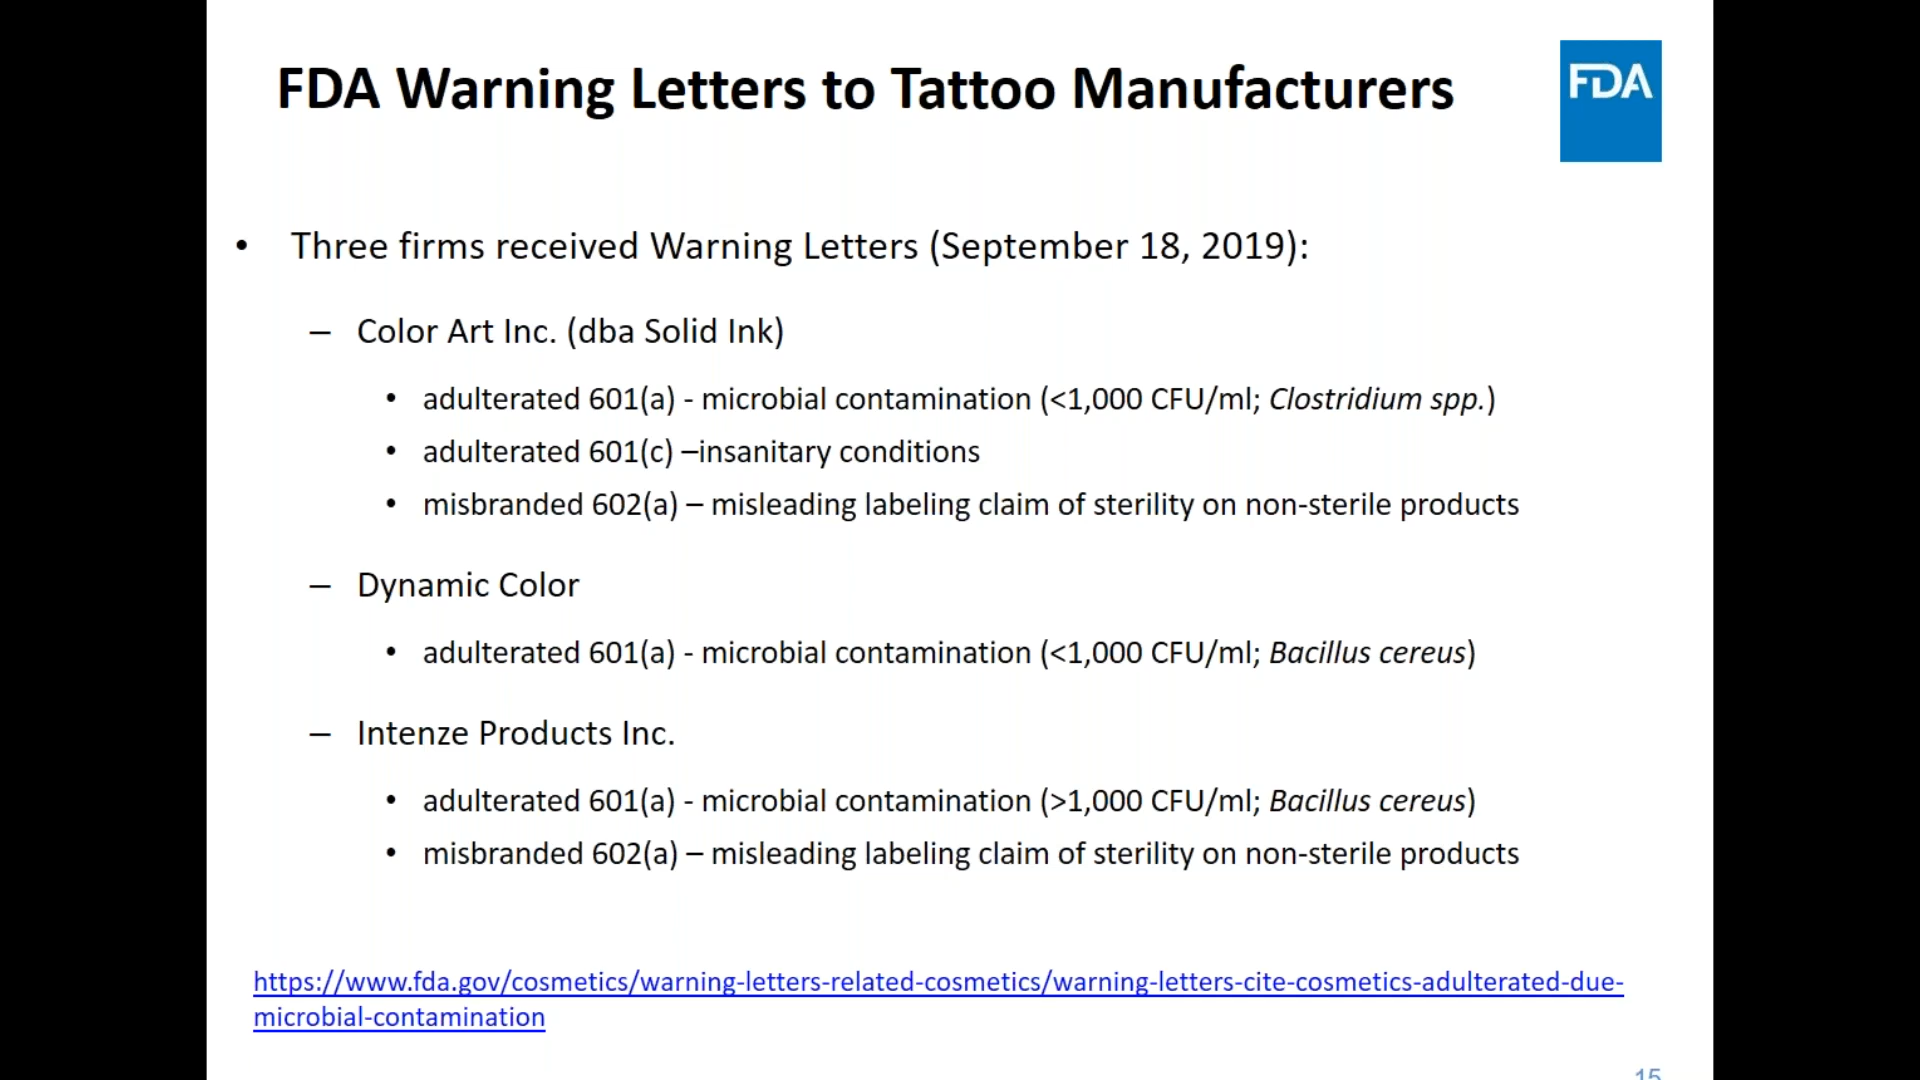 FDA Warning Letters to Tattoo Manufacturers
FDA
• Three firms received Warning Letters (September 18, 2019):
– Color Art Inc. (dba Solid Ink)
• adulterated 601(a) - microbial contamination (<1,000 CFU/ml; Clostridium spp.)
• adulterated 601(c) –insanitary conditions
• misbranded 602(a) – misleading labeling claim of sterility on non-sterile products
– Dynamic Color
• adulterated 601(a) - microbial contamination (<1,000 CFU/ml; Bacillus cereus)
– Intenze Products Inc.
• adulterated 601(a) - microbial contamination (>1,000 CFU/ml; Bacillus cereus)
• misbranded 602(a) – misleading labeling claim of sterility on non-sterile products
https://www.fda.gov/cosmetics/warning-letters-related-cosmetics/warning-letters-cite-cosmetics-adulterated-due-
microbial-contamination
15